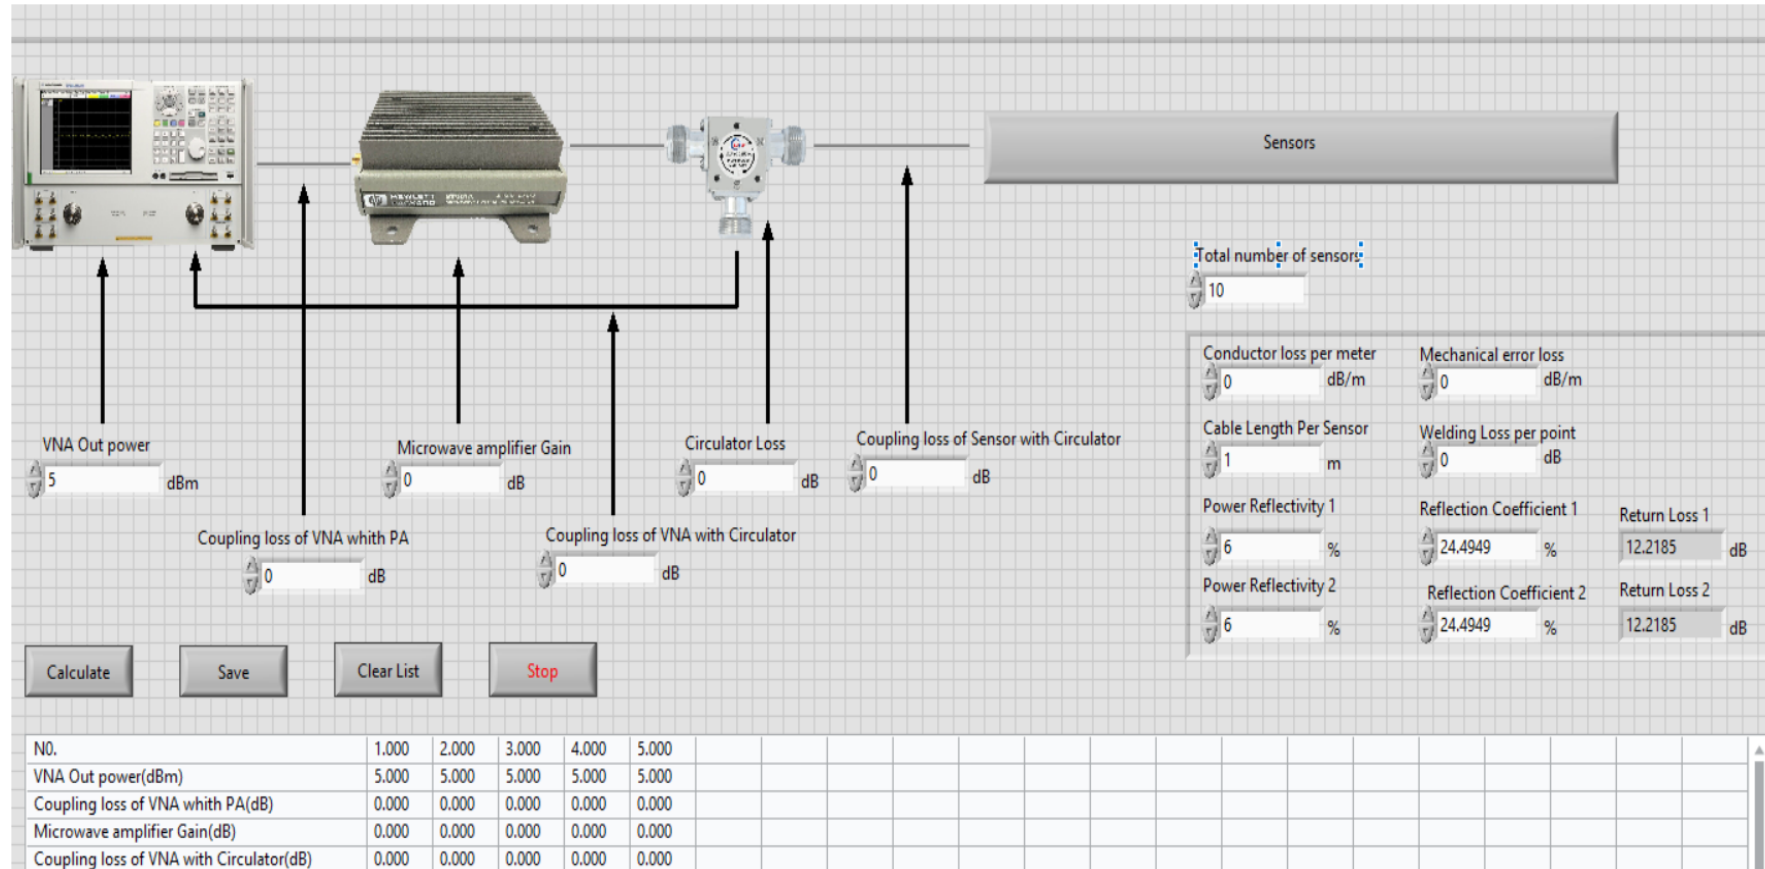 Sensors
HEWLETT
PACKARD
Total number of sensors
10
Conductor loss per meter
0 dB/m
Mechanical error loss
0 dB/m
Cable Length Per Sensor
1 m
Welding Loss per point
0 dB
Power Reflectivity 1
6 %
Reflection Coefficient 1
24.4949 %
Return Loss 1
12.2185 dB
Power Reflectivity 2
6 %
Reflection Coefficient 2
24.4949 %
Return Loss 2
12.2185 dB
VNA Out power
5 dBm
Microwave amplifier Gain
0 dB
Circulator Loss
0 dB
Coupling loss of Sensor with Circulator
0 dB
Coupling loss of VNA whith PA
0 dB
Coupling loss of VNA with Circulator
0 dB
Calculate
Save
Clear List
Stop
N0. 1.000 2.000 3.000 4.000 5.000
VNA Out power(dBm) 5.000 5.000 5.000 5.000 5.000
Coupling loss of VNA whith PA(dB) 0.000 0.000 0.000 0.000 0.000
Microwave amplifier Gain(dB) 0.000 0.000 0.000 0.000 0.000
Coupling loss of VNA with Circulator(dB) 0.000 0.000 0.000 0.000 0.000